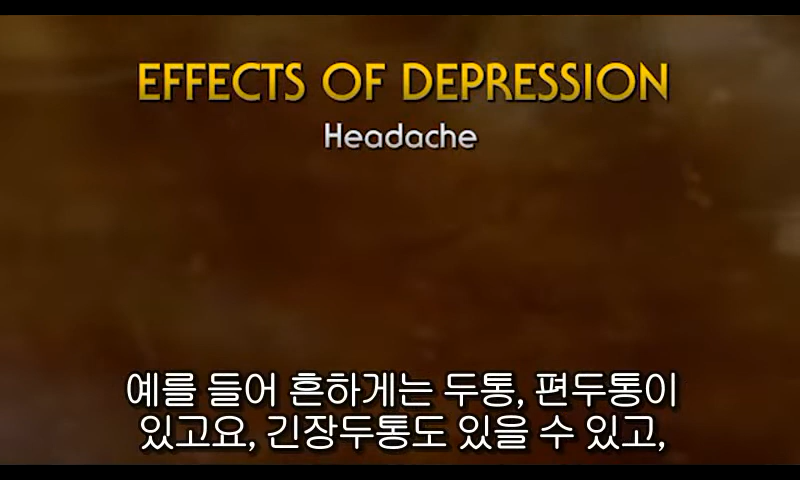 EFFECTS OF DEPRESSION
Headache
예를 들어 흔하게는 두통, 편두통이
있고요, 긴장두통도 있을 수 있고,